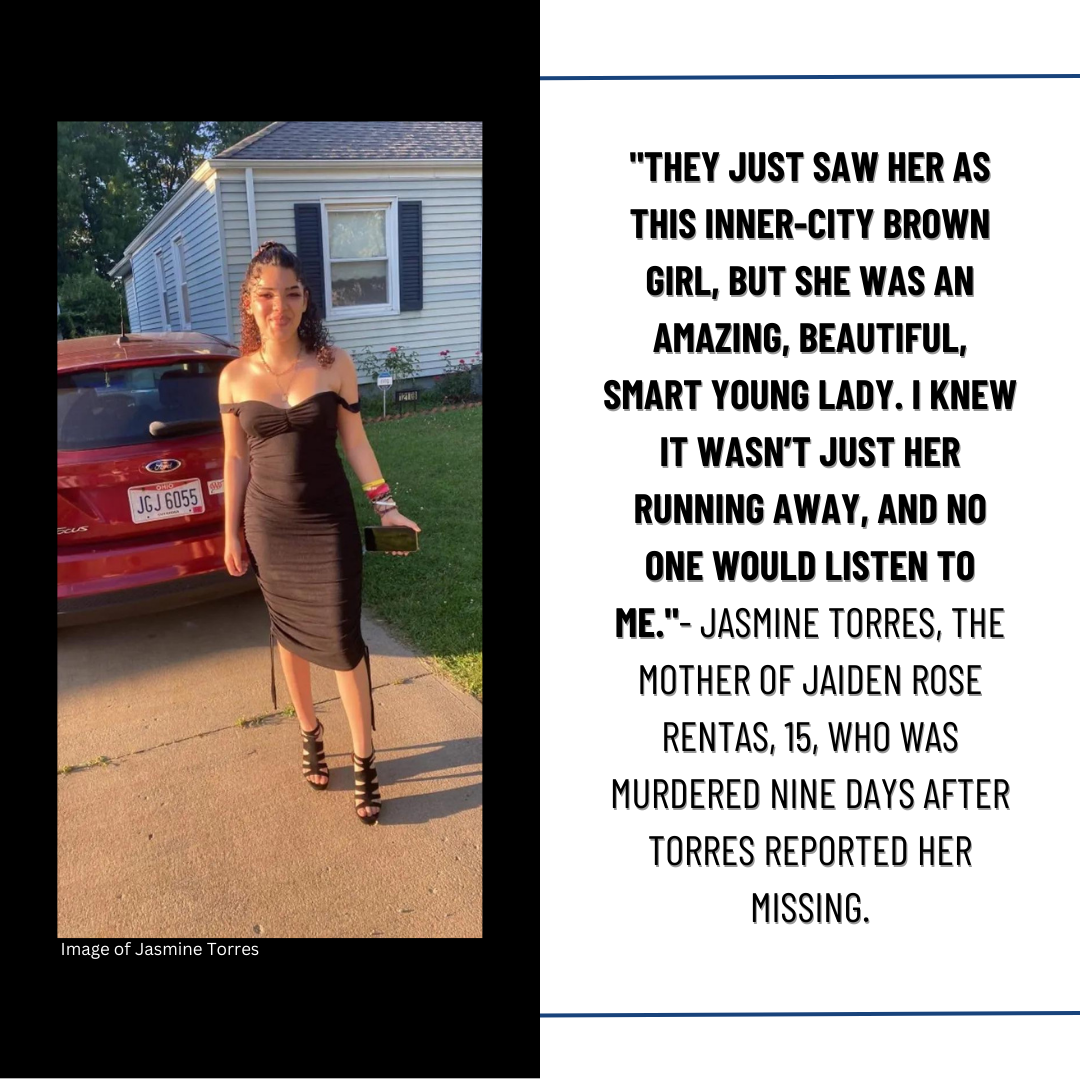 Ford
OHIO
JGJ 6055
Image of Jasmine Torres
"THEY JUST SAW HER AS
THIS INNER-CITY BROWN
GIRL, BUT SHE WAS AN
AMAZING, BEAUTIFUL,
SMART YOUNG LADY. I KNEW
IT WASN’T JUST HER
RUNNING AWAY, AND NO
ONE WOULD LISTEN TO
ME."- JASMINE TORRES, THE
MOTHER OF JAIDEN ROSE
RENTAS, 15, WHO WAS
MURDERED NINE DAYS AFTER
TORRES REPORTED HER
MISSING.